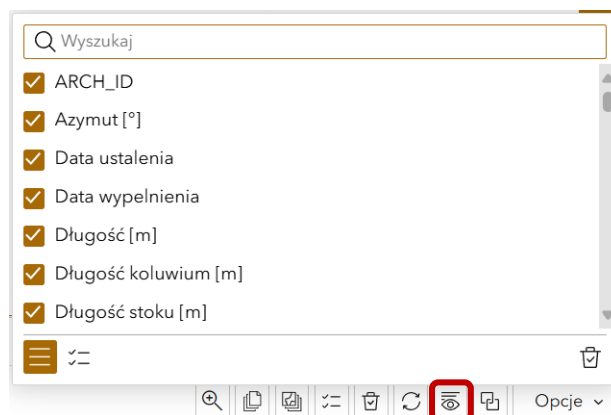 Wyszukaj
ARCH_ID
Azymut [°]
Data ustalenia
Data wypelnienia
Długość [m]
Długość koluwium [m]
Długość stoku [m]
Opcje